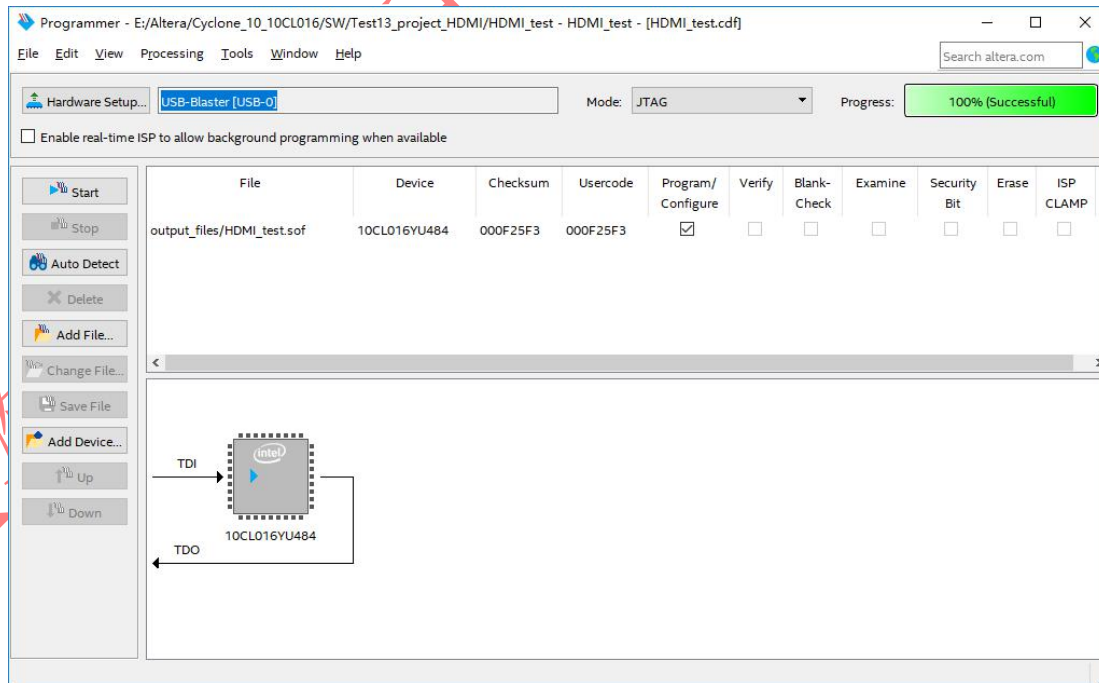 Programmer - E:/Altera/Cyclone_10_10CL016/SW/Test13_project_HDMI/HDMI_test - HDMI_test - [HDMI_test.cdf]
File Edit View Processing Tools Window Help
Search altera.com
Hardware Setup... USB-Blaster [USB-0] Mode: JTAG Progress: 100% (Successful)
Enable real-time ISP to allow background programming when available
Start
Stop
Auto Detect
Delete
Add File...
Change File...
Save File
Add Device...
Up
Down
File Device Checksum Usercode Program/ Verify Blank- Examine Security Erase ISP
Configure Check Bit CLAMP
output_files/HDMI_test.sof 10CL016YU484 000F25F3 000F25F3
TDI
intel
10CL016YU484
TDO